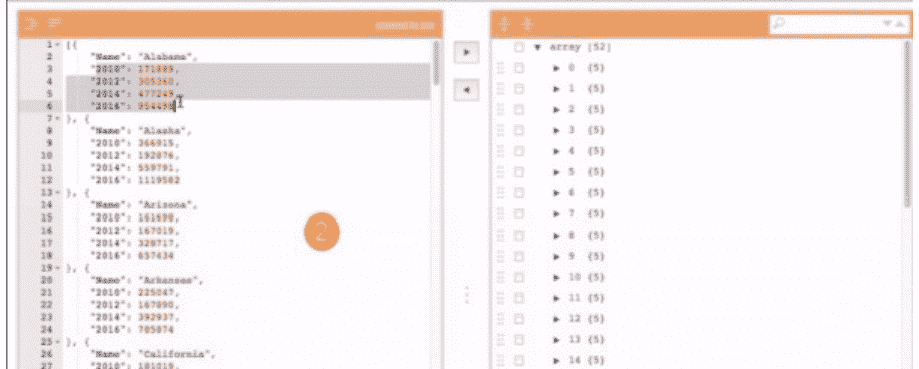 1 [{
2 "Name": "Alabama",
3 "2010": 171889,
4 "2012": 305360,
5 "2014": 477249,
6 "2016": 954498
7 }, {
8 "Name": "Alaska",
9 "2010": 366915,
10 "2012": 192876,
11 "2014": 559791,
12 "2016": 1119582
13 }, {
14 "Name": "Arizona",
15 "2010": 161698,
16 "2012": 167019,
17 "2014": 328717,
18 "2016": 657434
19 }, {
20 "Name": "Arkansas",
21 "2010": 225047,
22 "2012": 167890,
23 "2014": 392937,
24 "2016": 785874
25 }, {
26 "Name": "California",
27 "2010":
2
array [52]
0 {5}
1 {5}
2 {5}
3 {5}
4 {5}
5 {5}
6 {5}
7 {5}
8 {5}
9 {5}
10 {5}
11 {5}
12 {5}
13 {5}
14 {5}